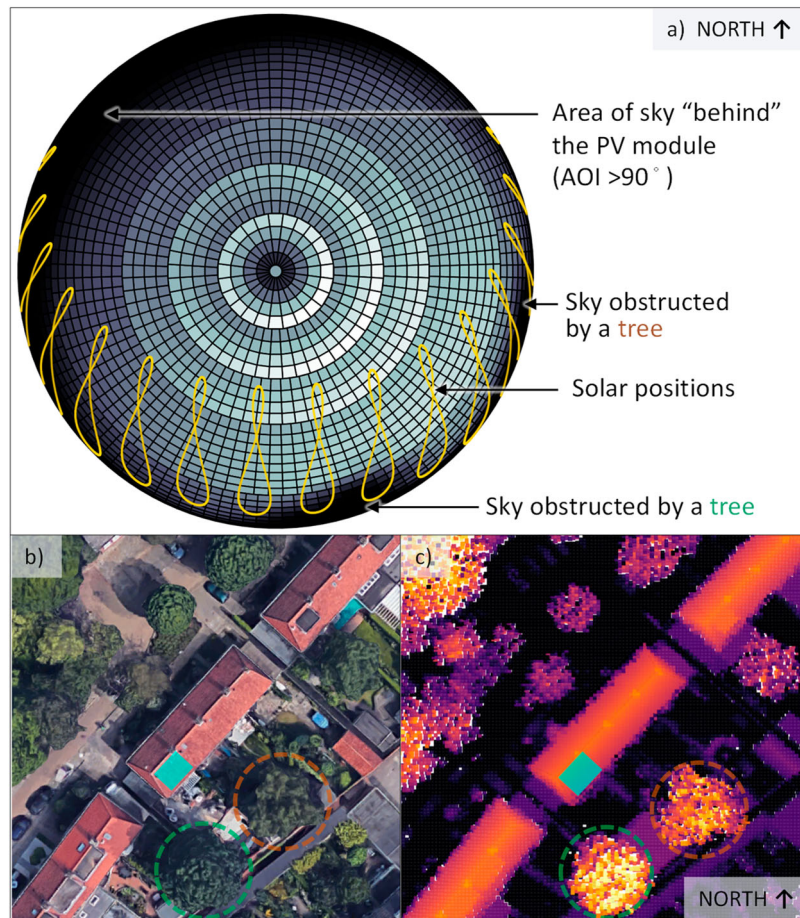 a) NORTH ↑
Area of sky “behind”
the PV module
(AOI >90°)
Sky obstructed
by a tree
Solar positions
Sky obstructed by a tree
b)
c)
NORTH ↑